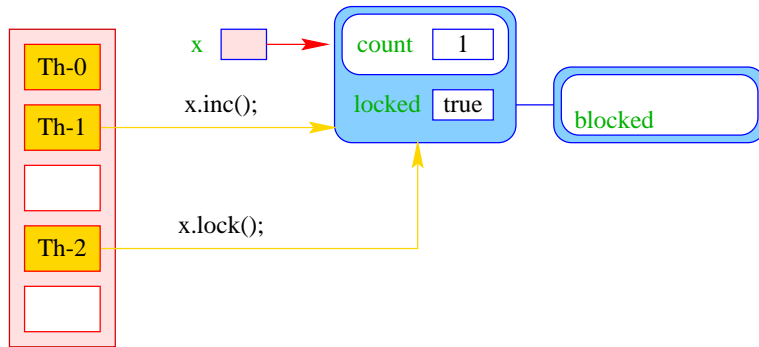 Th-0
x
count 1
x.inc();
locked true
Th-1
blocked
x.lock();
Th-2